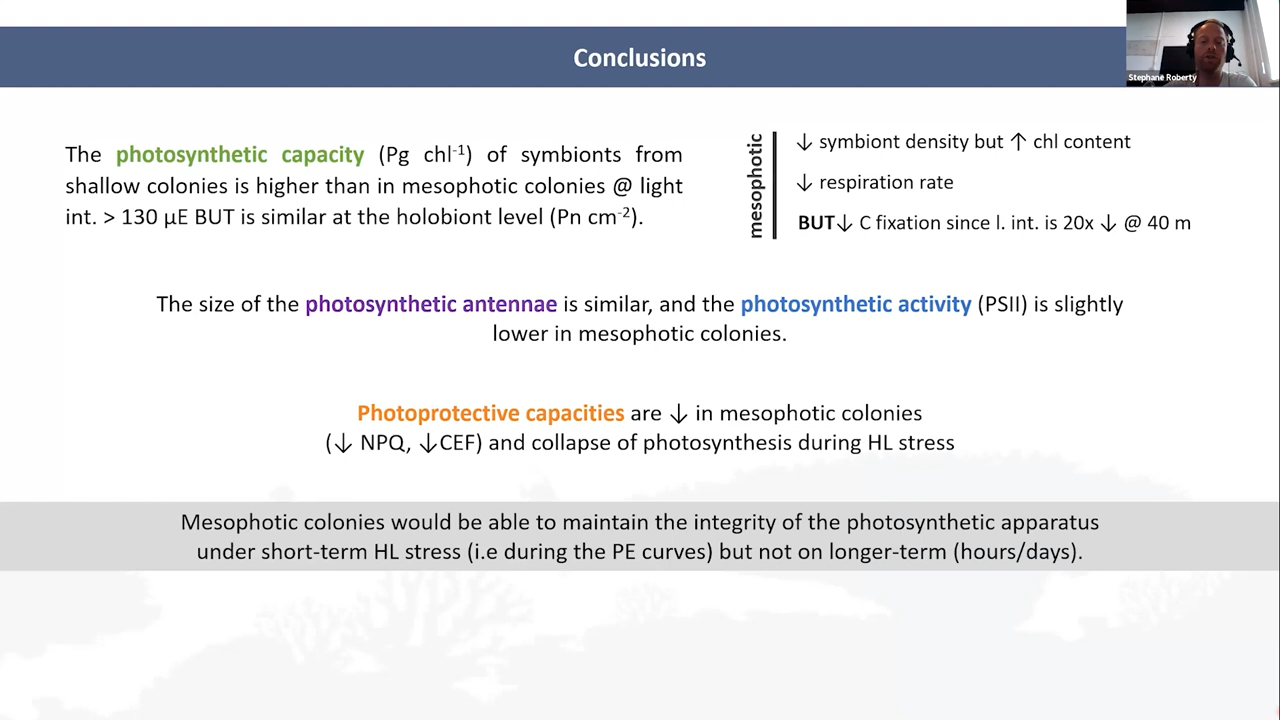 Conclusions
Stephane Roberty
The photosynthetic capacity (Pg chl⁻¹) of symbionts from
shallow colonies is higher than in mesophotic colonies @ light
int. > 130 µE BUT is similar at the holobiont level (Pn cm⁻²).
mesophotic
↓ symbiont density but ↑ chl content
↓ respiration rate
BUT↓ C fixation since l. int. is 20x ↓ @ 40 m
The size of the photosynthetic antennae is similar, and the photosynthetic activity (PSII) is slightly
lower in mesophotic colonies.
Photoprotective capacities are ↓ in mesophotic colonies
(↓ NPQ, ↓CEF) and collapse of photosynthesis during HL stress
Mesophotic colonies would be able to maintain the integrity of the photosynthetic apparatus
under short-term HL stress (i.e during the PE curves) but not on longer-term (hours/days).